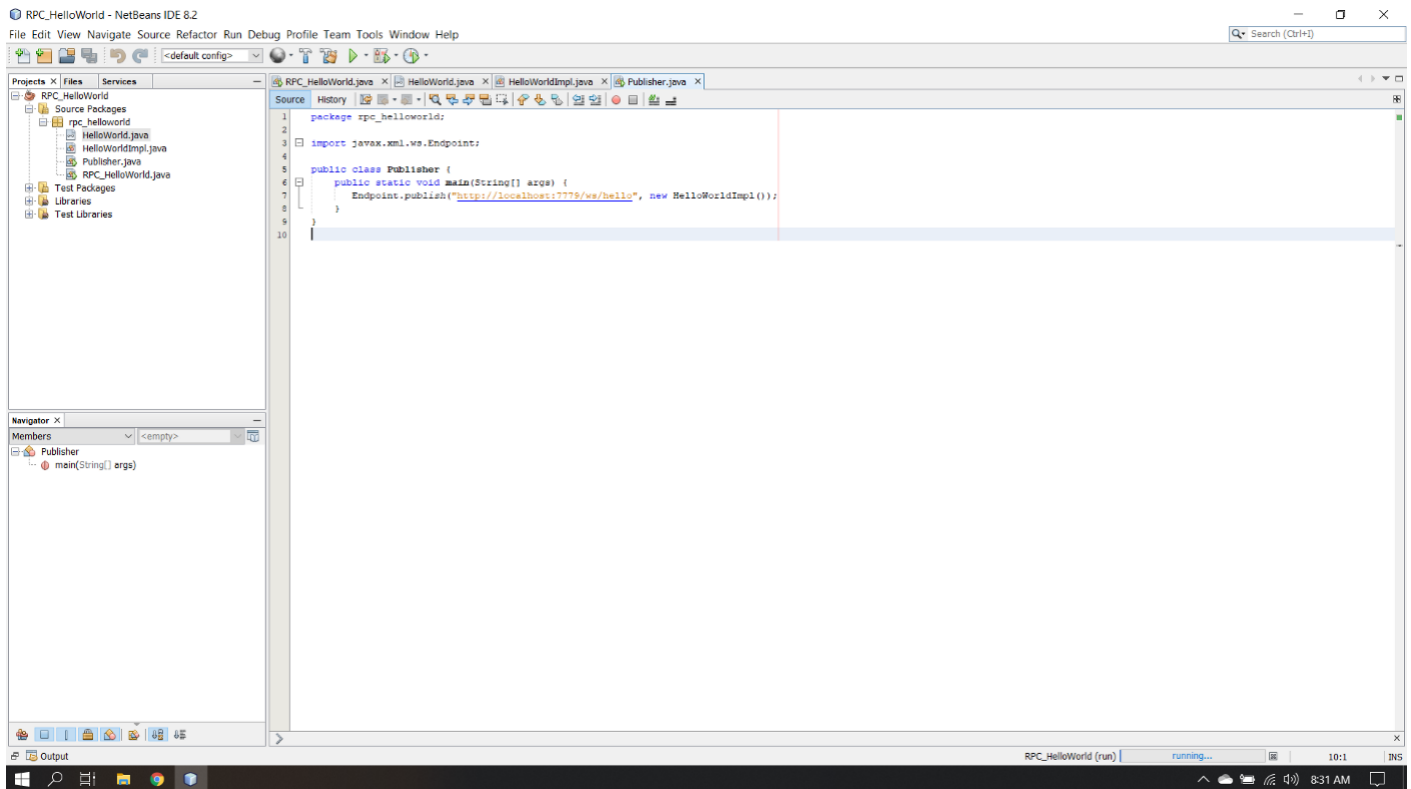 RPC_HelloWorld - NetBeans IDE 8.2
File Edit View Navigate Source Refactor Run Debug Profile Team Tools Window Help
Search (Ctrl+I)
<default config>
Projects Files Services
RPC_HelloWorld.java HelloWorld.java HelloWorldImpl.java Publisher.java
RPC_HelloWorld
Source Packages
rpc_helloworld
HelloWorld.java
HelloWorldImpl.java
Publisher.java
RPC_HelloWorld.java
Test Packages
Libraries
Test Libraries
Source History
1 package rpc_helloworld;
2
3 import javax.xml.ws.Endpoint;
4
5 public class Publisher {
6 public static void main(String[] args) {
7 Endpoint.publish("http://localhost:7779/ws/hello", new HelloWorldImpl());
8 }
9 }
10
Navigator
Members <empty>
Publisher
main(String[] args)
Output
RPC_HelloWorld (run) running... 10:1 INS
8:31 AM